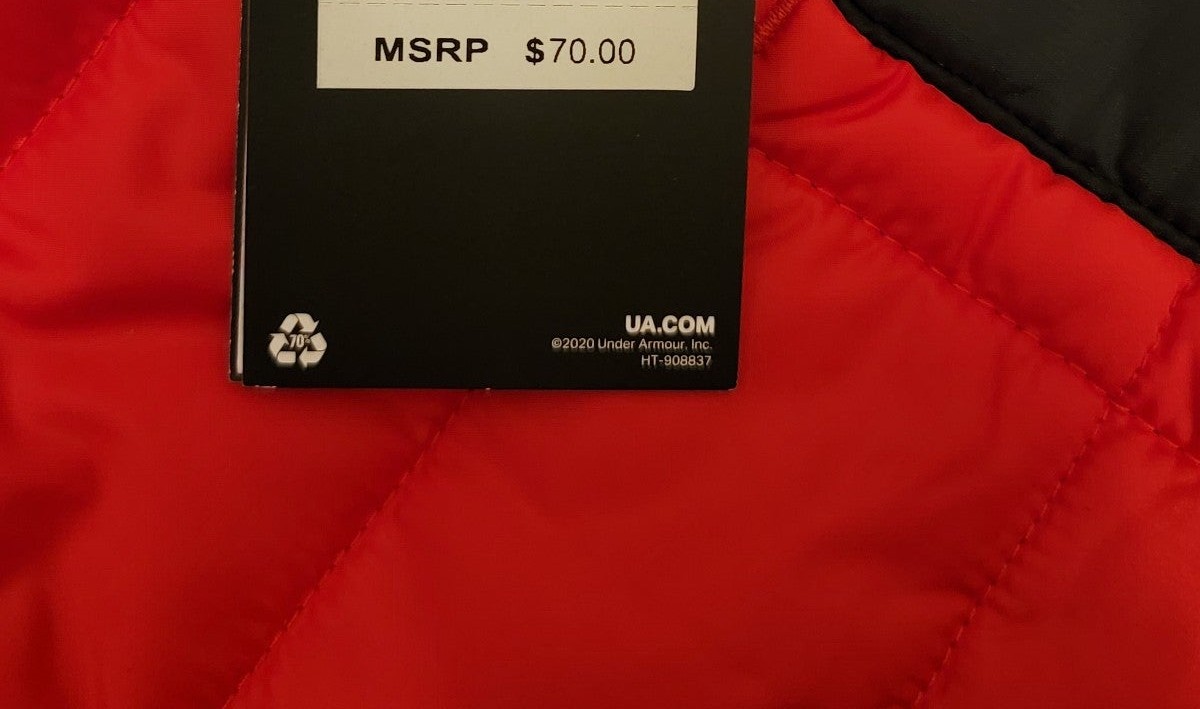 MSRP $70.00
70%
UA.COM
©2020 Under Armour, Inc.
HT-908837